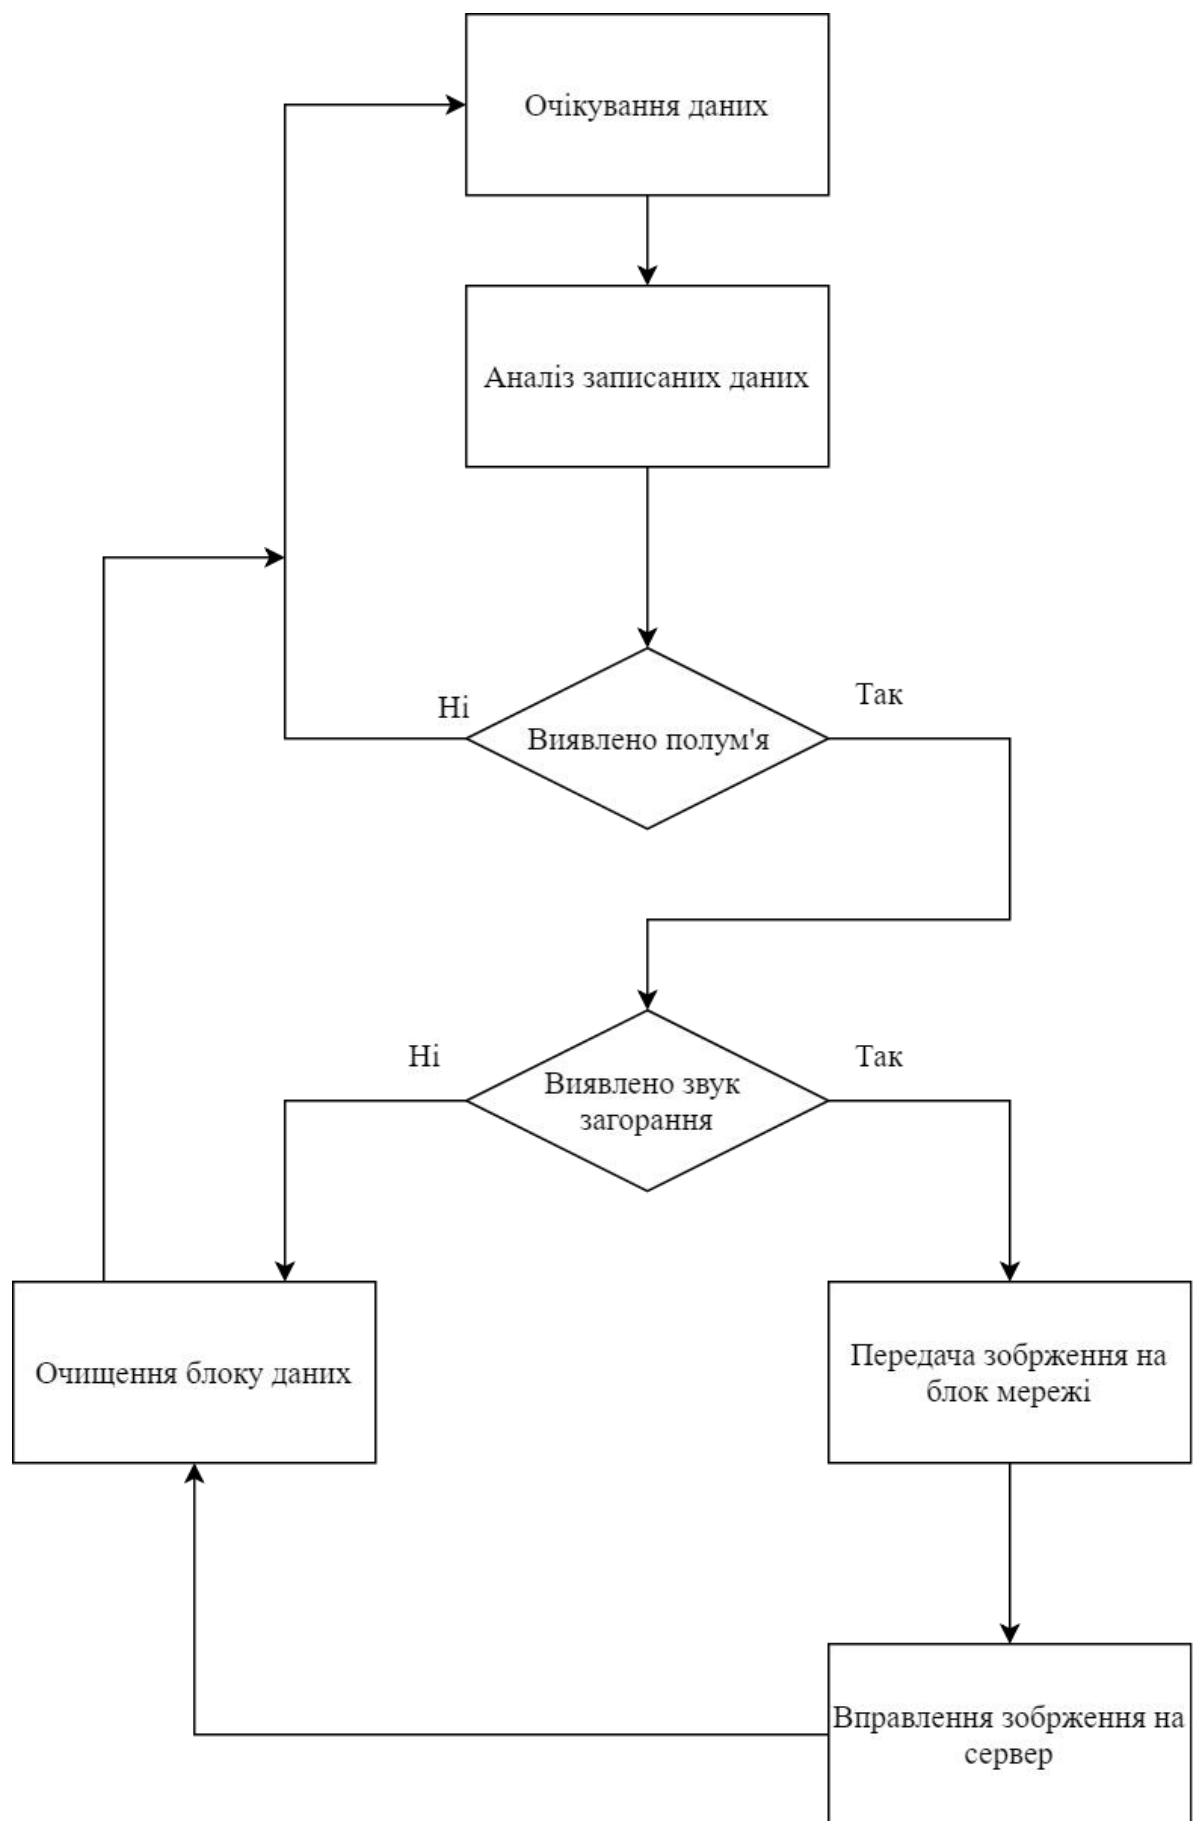 Очікування даних
Аналіз записаних даних
Ні
Так
Виявлено полум'я
Ні
Так
Виявлено звук
загорання
Очищення блоку даних
Передача зобрження на
блок мережі
Вправлення зобрження на
сервер